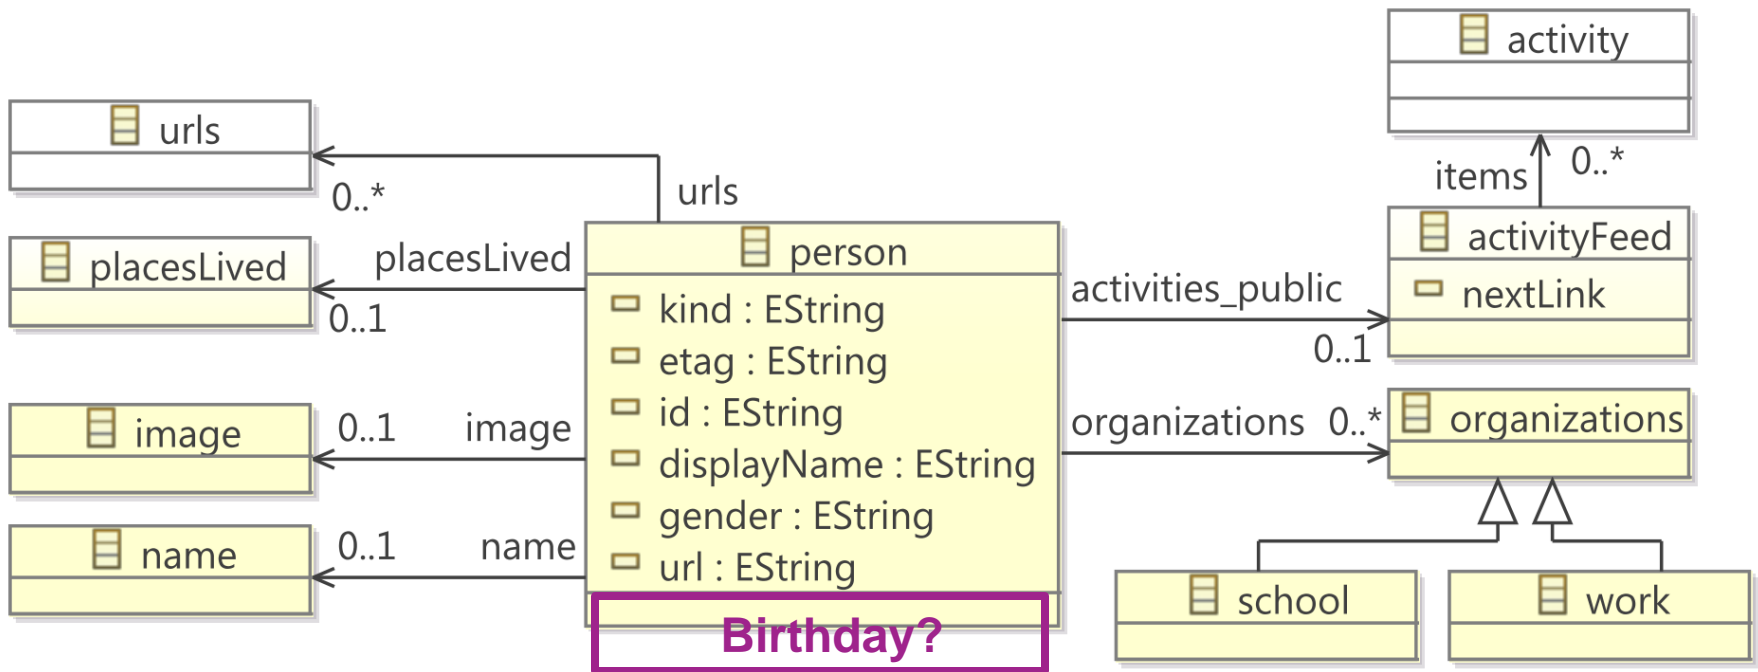 activity
urls
0..*
urls
items
0..*
placesLived
placesLived
0..1
person
kind : EString
etag : EString
id : EString
displayName : EString
gender : EString
url : EString
Birthday?
activities_public
0..1
activityFeed
nextLink
image
0..1
image
organizations
0..*
organizations
name
0..1
name
school
work